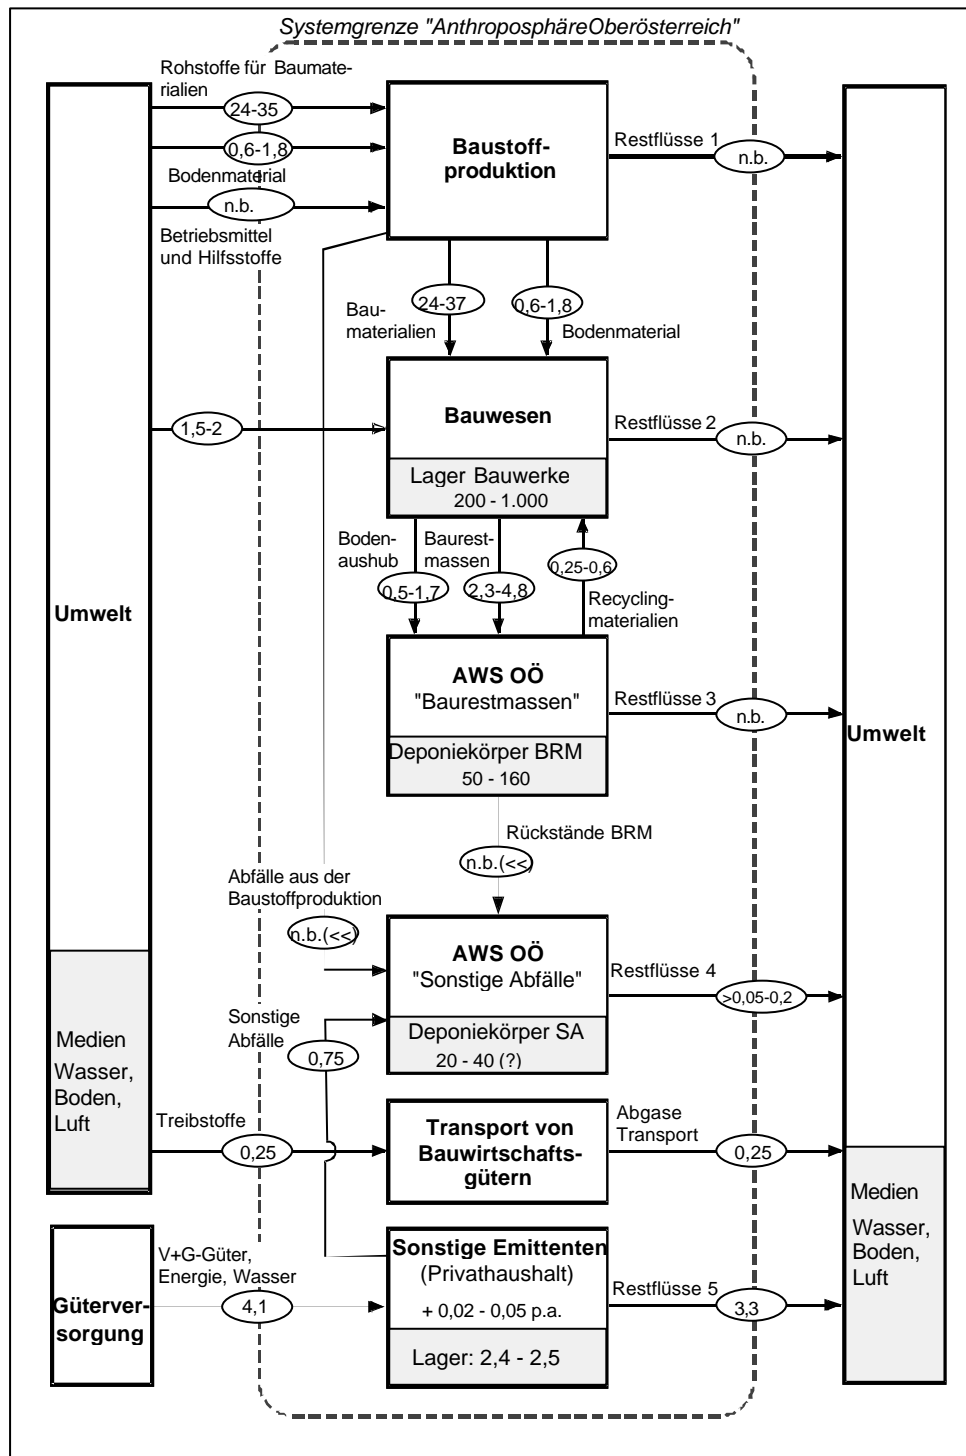 Systemgrenze "AnthroposphäreOberösterreich"
Rohstoffe für Baumate-
rialien
24-35
0,6-1,8
Bodenmaterial
n.b.
Betriebsmittel
und Hilfsstoffe
Baustoff-
produktion
Restflüsse 1
n.b.
24-37
0,6-1,8
Bau-
materialien
Bodenmaterial
1,5-2
Bauwesen
Lager Bauwerke
200 - 1.000
Restflüsse 2
n.b.
Boden-
aushub
Baurest-
massen
0,5-1,7
2,3-4,8
0,25-0,6
Recycling-
materialien
Umwelt
AWS OÖ
"Baurestmassen"
Deponiekörper BRM
50 - 160
Restflüsse 3
n.b.
Umwelt
Rückstände BRM
n.b.(<<)
Abfälle aus der
Baustoffproduktion
n.b.(<<)
AWS OÖ
"Sonstige Abfälle"
Deponiekörper SA
20 - 40 (?)
Restflüsse 4
>0,05-0,2
Sonstige
Abfälle
0,75
Medien
Wasser,
Boden,
Luft
Treibstoffe
0,25
Transport von
Bauwirtschafts-
gütern
Abgase
Transport
0,25
Medien
Wasser,
Boden,
Luft
Güterver-
sorgung
V+G-Güter,
Energie, Wasser
4,1
Sonstige Emittenten
(Privathaushalt)
+ 0,02 - 0,05 p.a.
Lager: 2,4 - 2,5
Restflüsse 5
3,3